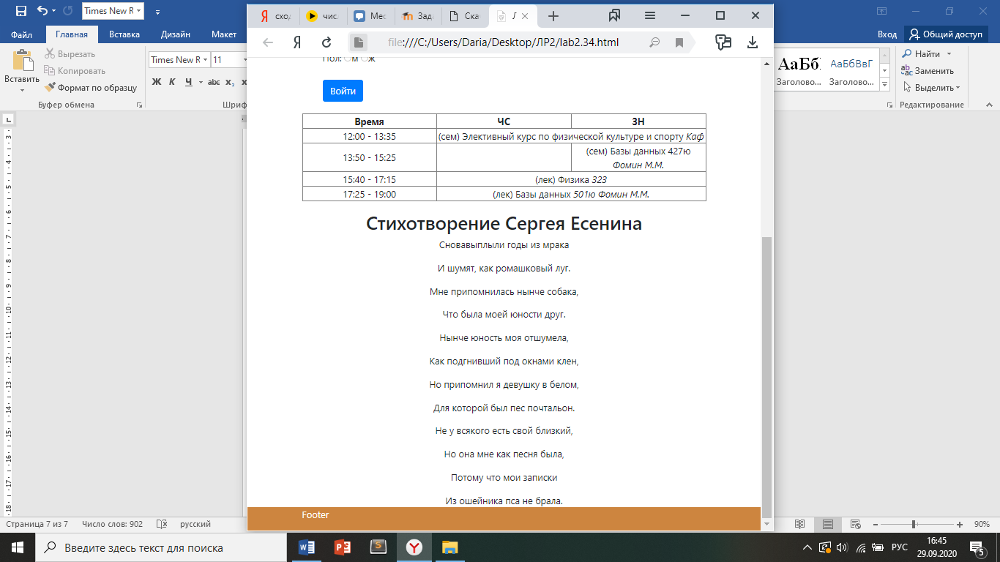 Times New R
сход
чис.
Мес
Зад
Ска
Файл
Главная
Вставка
Дизайн
Макет
Вход
Общий доступ
file:///C:/Users/Daria/Desktop/ЛР2/lab2.34.html
Вставить
Вырезать
Копировать
Формат по образцу
Буфер обмена
Times New R
11
Ж К Ч abc x₂
Шриф
АаБб
АаБбВвГ
Заголово...
Заголово...
Найти
Заменить
Выделить
Редактирование
Пол: м ж
Войти
Время ЧС ЗН
12:00 - 13:35 (сем) Элективный курс по физической культуре и спорту Каф
13:50 - 15:25 (сем) Базы данных 427ю
Фомин М.М.
15:40 - 17:15 (лек) Физика 323
17:25 - 19:00 (лек) Базы данных 501ю Фомин М.М.
Стихотворение Сергея Есенина
Сновавыплыли годы из мрака
И шумят, как ромашковый луг.
Мне припомнилась нынче собака,
Что была моей юности друг.
Нынче юность моя отшумела,
Как подгнивший под окнами клен,
Но припомнил я девушку в белом,
Для которой был пес почтальон.
Не у всякого есть свой близкий,
Но она мне как песня была,
Потому что мои записки
Из ошейника пса не брала.
Footer
Страница 7 из 7
Число слов: 902
русский
90%
Введите здесь текст для поиска
РУС
16:45
29.09.2020
5